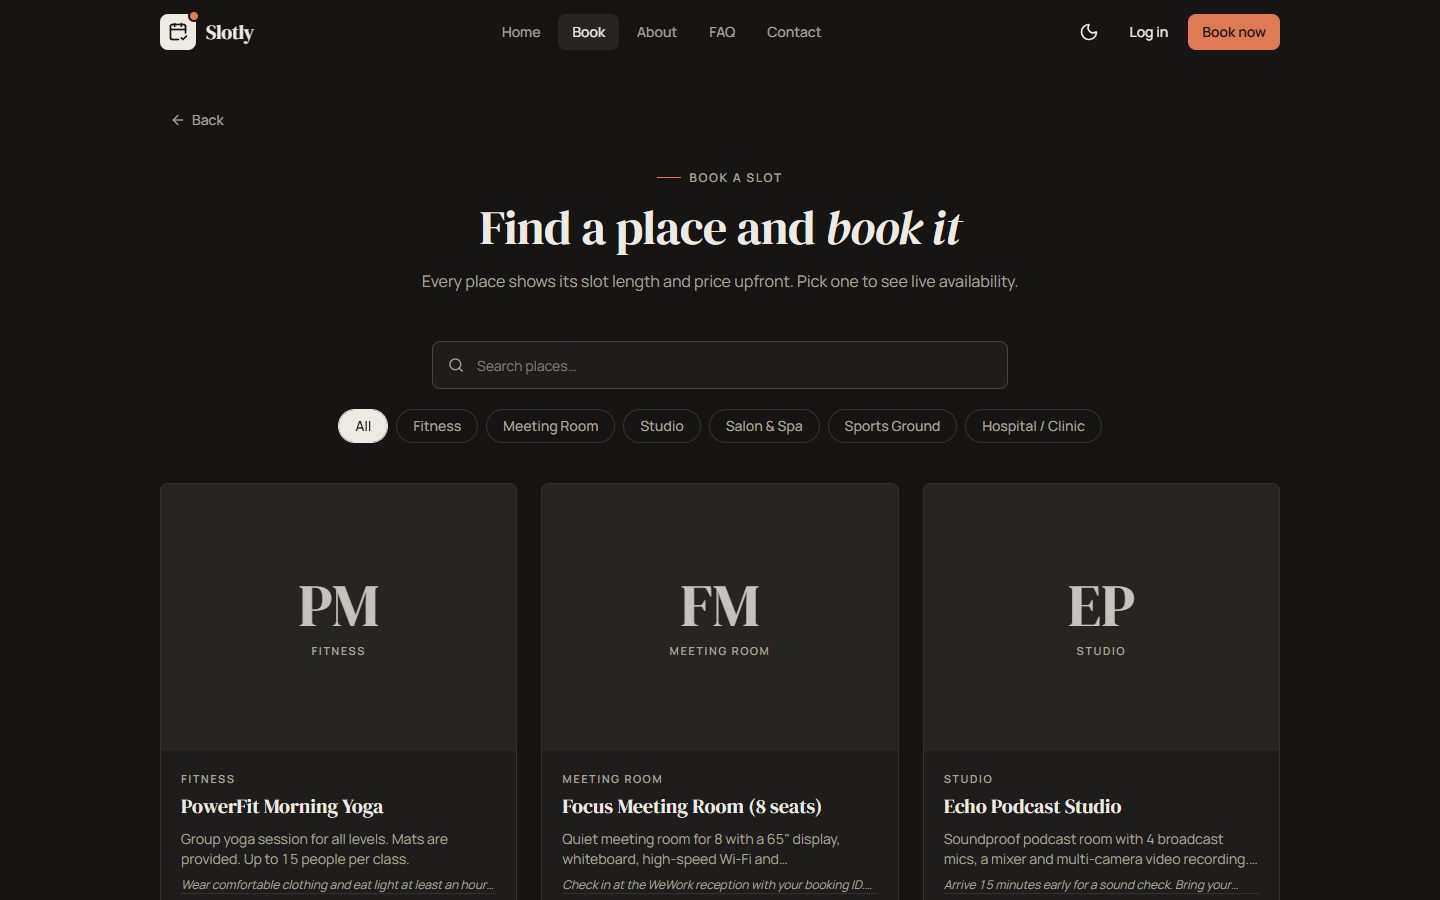 Slotly
Home Book About FAQ Contact
Log in Book now
Back
BOOK A SLOT
Find a place and book it
Every place shows its slot length and price upfront. Pick one to see live availability.
Search places...
All Fitness Meeting Room Studio Salon & Spa Sports Ground Hospital / Clinic
PM
FITNESS
FM
MEETING ROOM
EP
STUDIO
FITNESS
PowerFit Morning Yoga
Group yoga session for all levels. Mats are
provided. Up to 15 people per class.
Wear comfortable clothing and eat light at least an hour...
MEETING ROOM
Focus Meeting Room (8 seats)
Quiet meeting room for 8 with a 65" display,
whiteboard, high-speed Wi-Fi and...
Check in at the WeWork reception with your booking ID....
STUDIO
Echo Podcast Studio
Soundproof podcast room with 4 broadcast
mics, a mixer and multi-camera video recording....
Arrive 15 minutes early for a sound check. Bring your...